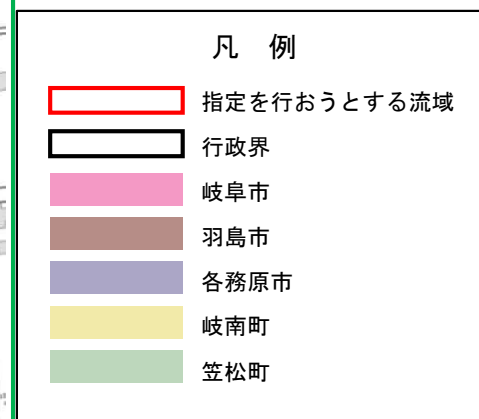 凡 例
指定を行おうとする流域
行政界
岐阜市
羽島市
各務原市
岐南町
笠松町